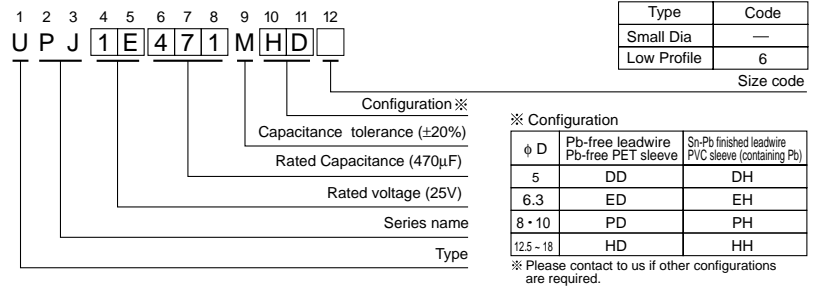 1 2 3 4 5 6 7 8 9 10 11 12
U P J 1 E 4 7 1 M H D
Type Code
Small Dia —
Low Profile 6
Size code
Configuration ※
Capacitance tolerance (±20%)
Rated Capacitance (470µF)
Rated voltage (25V)
Series name
Type
※ Configuration
ϕ D Pb-free leadwire Pb-free PET sleeve Sn-Pb finished leadwire PVC sleeve (containing Pb)
5 DD DH
6.3 ED EH
8・10 PD PH
12.5 ~ 18 HD HH
※ Please contact to us if other configurations
are required.